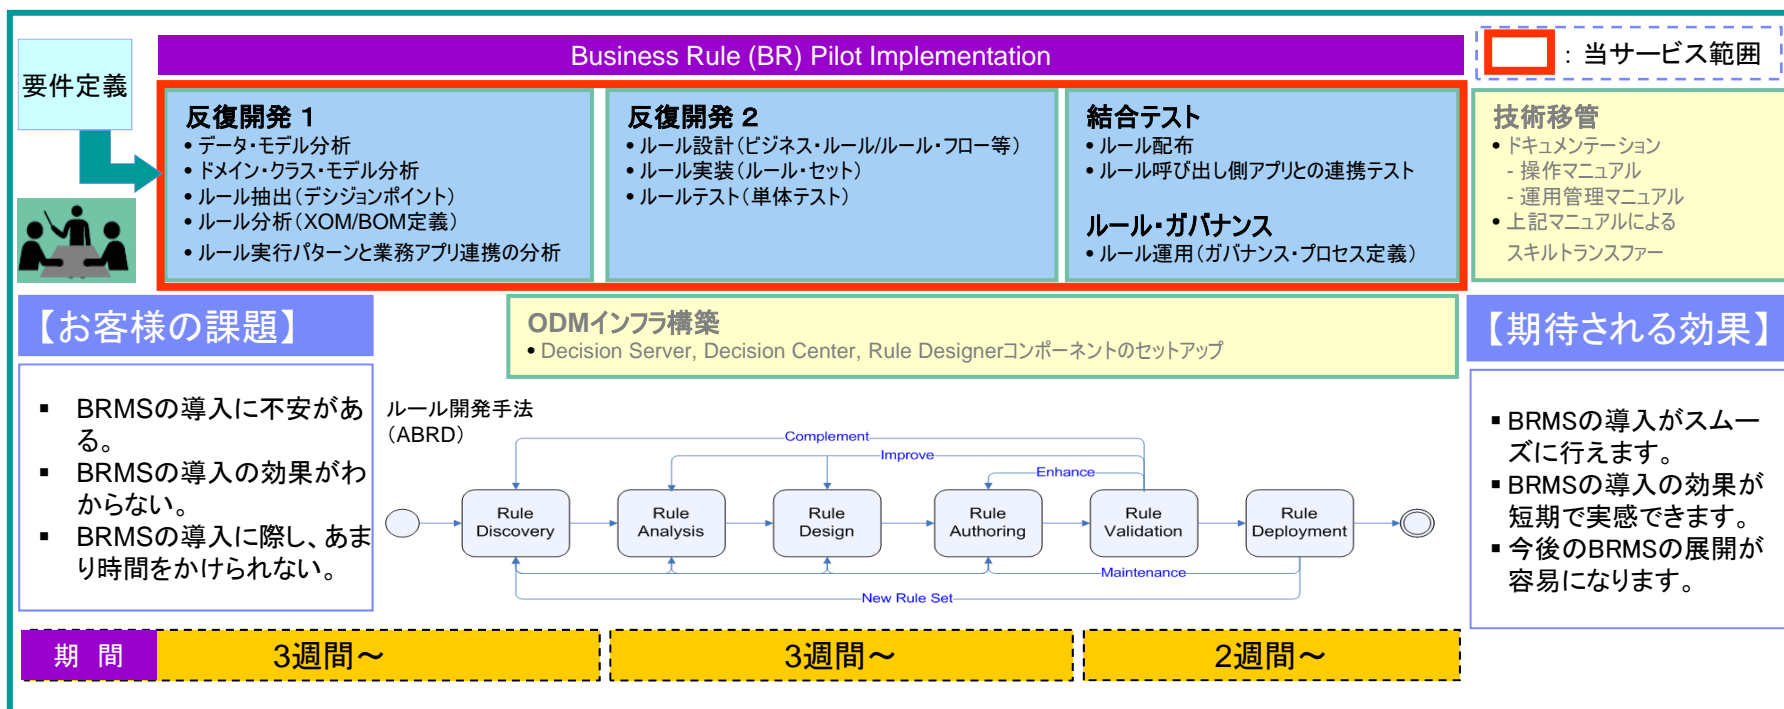 要件定義
Business Rule (BR) Pilot Implementation
: 当サービス範囲
反復開発 1
• データ・モデル分析
• ドメイン・クラス・モデル分析
• ルール抽出(デシジョンポイント)
• ルール分析(XOM/BOM定義)
• ルール実行パターンと業務アプリ連携の分析
反復開発 2
• ルール設計(ビジネス・ルール/ルール・フロー等)
• ルール実装(ルール・セット)
• ルールテスト(単体テスト)
結合テスト
• ルール配布
• ルール呼び出し側アプリとの連携テスト
ルール・ガバナンス
• ルール運用(ガバナンス・プロセス定義)
技術移管
• ドキュメンテーション
- 操作マニュアル
- 運用管理マニュアル
• 上記マニュアルによる
スキルトランスファー
【お客様の課題】
▪ BRMSの導入に不安があ
る。
▪ BRMSの導入の効果がわ
からない。
▪ BRMSの導入に際し、あま
り時間をかけられない。
ODMインフラ構築
• Decision Server, Decision Center, Rule Designerコンポーネントのセットアップ
ルール開発手法
(ABRD)
Complement
Improve
Enhance
Rule
Discovery
Rule
Analysis
Rule
Design
Rule
Authoring
Rule
Validation
Rule
Deployment
Maintenance
New Rule Set
【期待される効果】
▪ BRMSの導入がスムー
ズに行えます。
▪ BRMSの導入の効果が
短期で実感できます。
▪ 今後のBRMSの展開が
容易になります。
期 間
3週間～
3週間～
2週間～